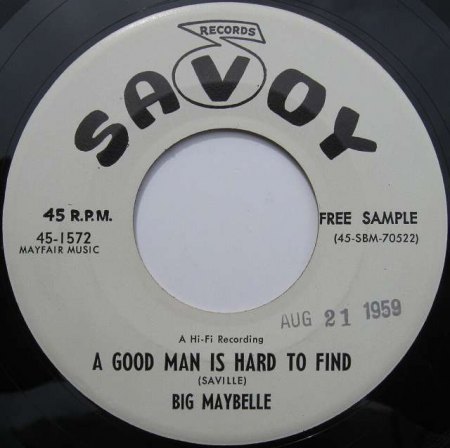 RECORDS
SAVOY
45 R.P.M.
45-1572
MAYFAIR MUSIC
FREE SAMPLE
(45-SBM-70522)
AUG 21 1959
A Hi-Fi Recording
A GOOD MAN IS HARD TO FIND
(SAVILLE)
BIG MAYBELLE